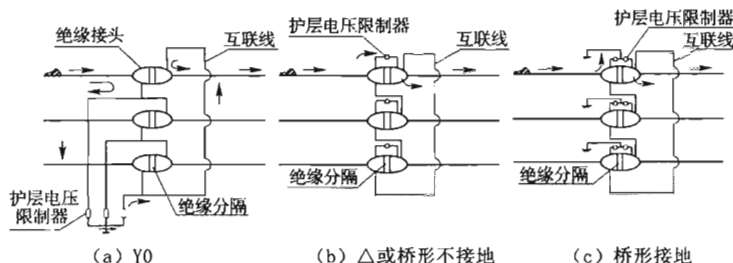 绝缘接头
互联线
护层电压
限制器
绝缘分隔
(a) Y0
护层电压限制器
互联线
绝缘分隔
(b) △或桥形不接地
护层电压限制器
互联线
绝缘分隔
(c) 桥形接地